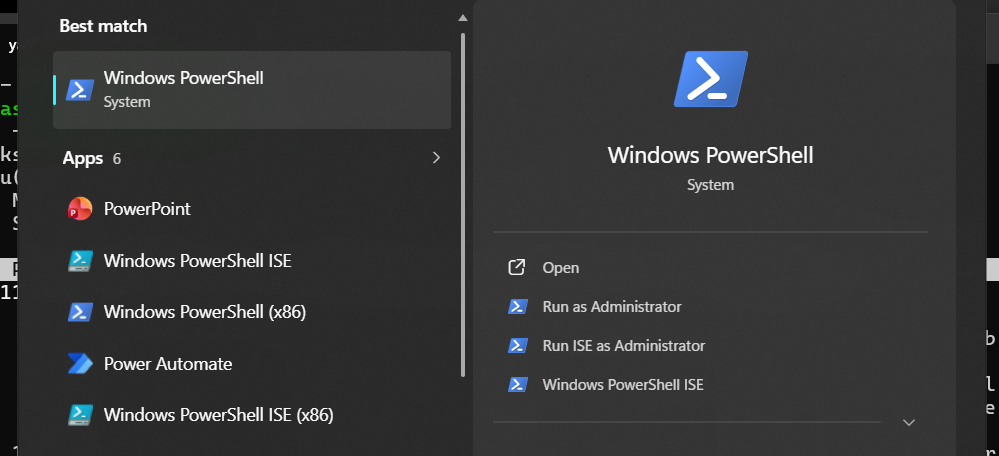 Best match
Windows PowerShell
System
Apps 6
PowerPoint
Windows PowerShell ISE
Windows PowerShell (x86)
Power Automate
Windows PowerShell ISE (x86)
Windows PowerShell
System
Open
Run as Administrator
Run ISE as Administrator
Windows PowerShell ISE